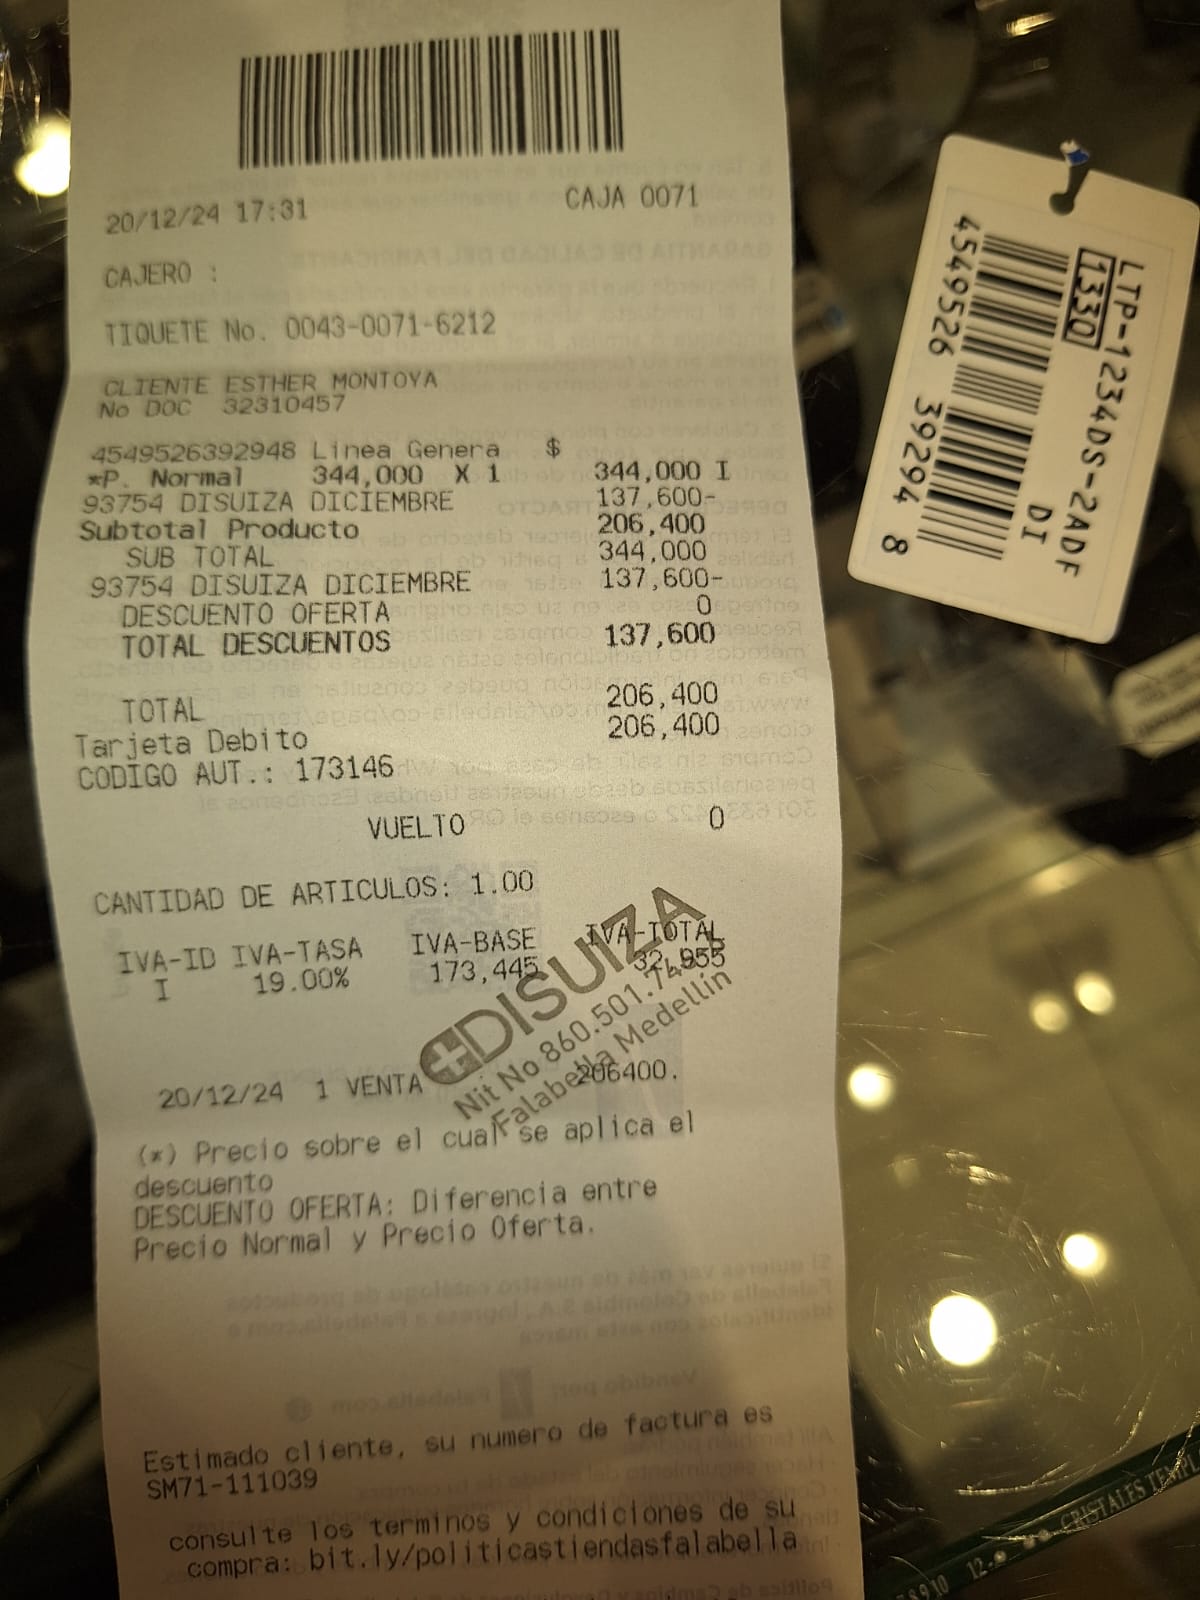 20/12/24 17:31 CAJA 0071
CAJERO :
TIQUETE No. 0043-0071-6212
CLIENTE ESTHER MONTOYA
No DOC 32310457
4549526392948 Linea Genera $
*P. Normal 344,000 X 1 344,000 I
93754 DISUIZA DICIEMBRE 137,600-
Subtotal Producto 206,400
SUB TOTAL 344,000
93754 DISUIZA DICIEMBRE 137,600-
DESCUENTO OFERTA 0
TOTAL DESCUENTOS 137,600
TOTAL 206,400
Tarjeta Debito 206,400
CODIGO AUT.: 173146
VUELTO 0
CANTIDAD DE ARTICULOS: 1.00
IVA-ID IVA-TASA IVA-BASE IVA-TOTAL
I 19.00% 173,445 32,955
DISUIZA
Nit No 860.501.
Falabella Medellin
20/12/24 1 VENTA 206400.
(*) Precio sobre el cual se aplica el
descuento
DESCUENTO OFERTA: Diferencia entre
Precio Normal y Precio Oferta.
Estimado cliente, su numero de factura es
SM71-111039
consulte los terminos y condiciones de su
compra: bit.ly/politicastiendasfalabella
LTP-1234DS-2ADF
1330 DI
4549526 39294 8
CRISTALES TEMPL